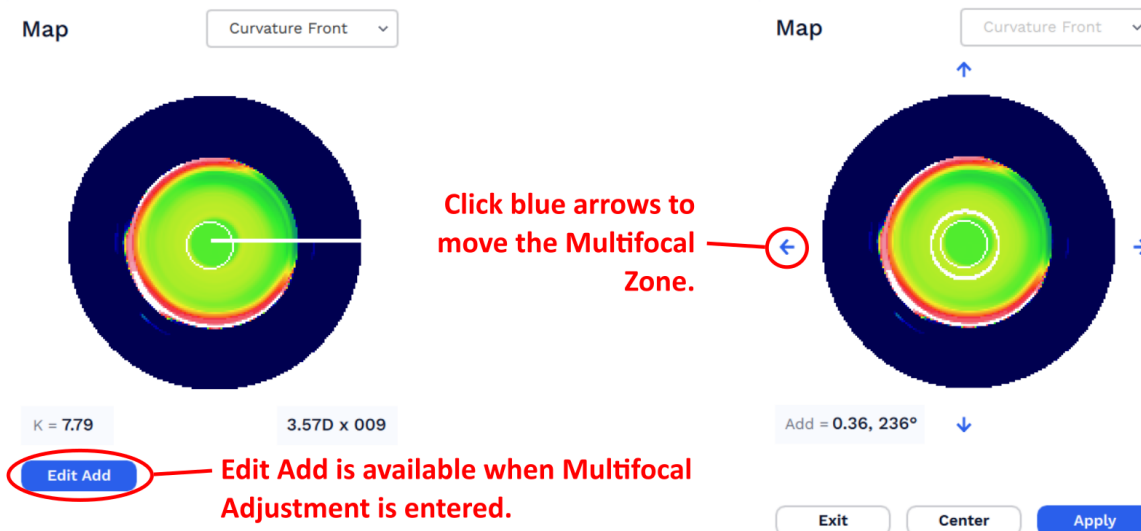 Map
Curvature Front
Map
Curvature Front
Click blue arrows to
move the Multifocal
Zone.
K = 7.79
3.57D x 009
Add = 0.36, 236°
Edit Add
Edit Add is available when Multifocal
Adjustment is entered.
Exit
Center
Apply